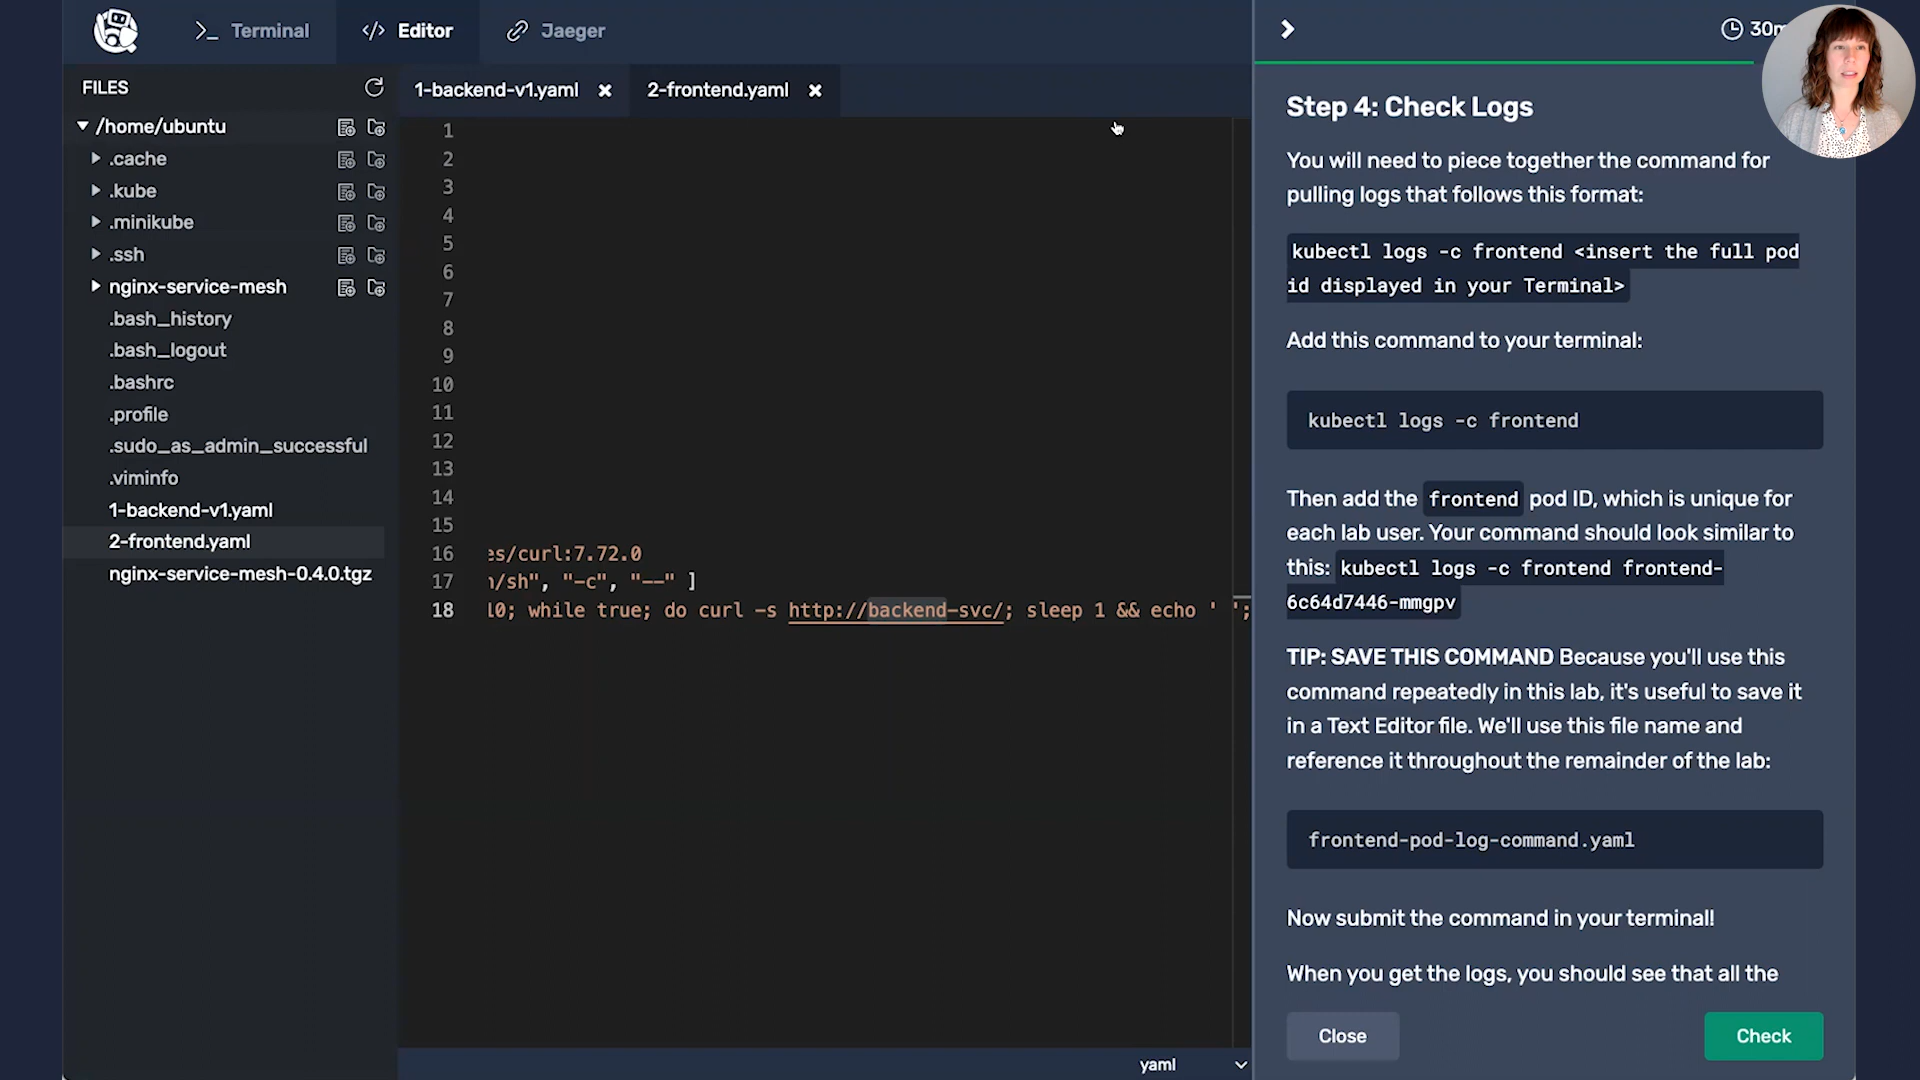 Terminal
</> Editor
Jaeger
30m
FILES
/home/ubuntu
.cache
.kube
.minikube
.ssh
nginx-service-mesh
.bash_history
.bash_logout
.bashrc
.profile
.sudo_as_admin_successful
.viminfo
1-backend-v1.yaml
2-frontend.yaml
nginx-service-mesh-0.4.0.tgz
1-backend-v1.yaml
2-frontend.yaml
1
2
3
4
5
6
7
8
9
10
11
12
13
14
15
16 es/curl:7.72.0
17 n/sh", "-c", "--" ]
18 10; while true; do curl -s http://backend-svc/; sleep 1 && echo ' ';
yaml
Step 4: Check Logs
You will need to piece together the command for
pulling logs that follows this format:
kubectl logs -c frontend <insert the full pod
id displayed in your Terminal>
Add this command to your terminal:
kubectl logs -c frontend
Then add the frontend pod ID, which is unique for
each lab user. Your command should look similar to
this: kubectl logs -c frontend frontend-
6c64d7446-mmgpv
TIP: SAVE THIS COMMAND Because you'll use this
command repeatedly in this lab, it's useful to save it
in a Text Editor file. We'll use this file name and
reference it throughout the remainder of the lab:
frontend-pod-log-command.yaml
Now submit the command in your terminal!
When you get the logs, you should see that all the
Close
Check